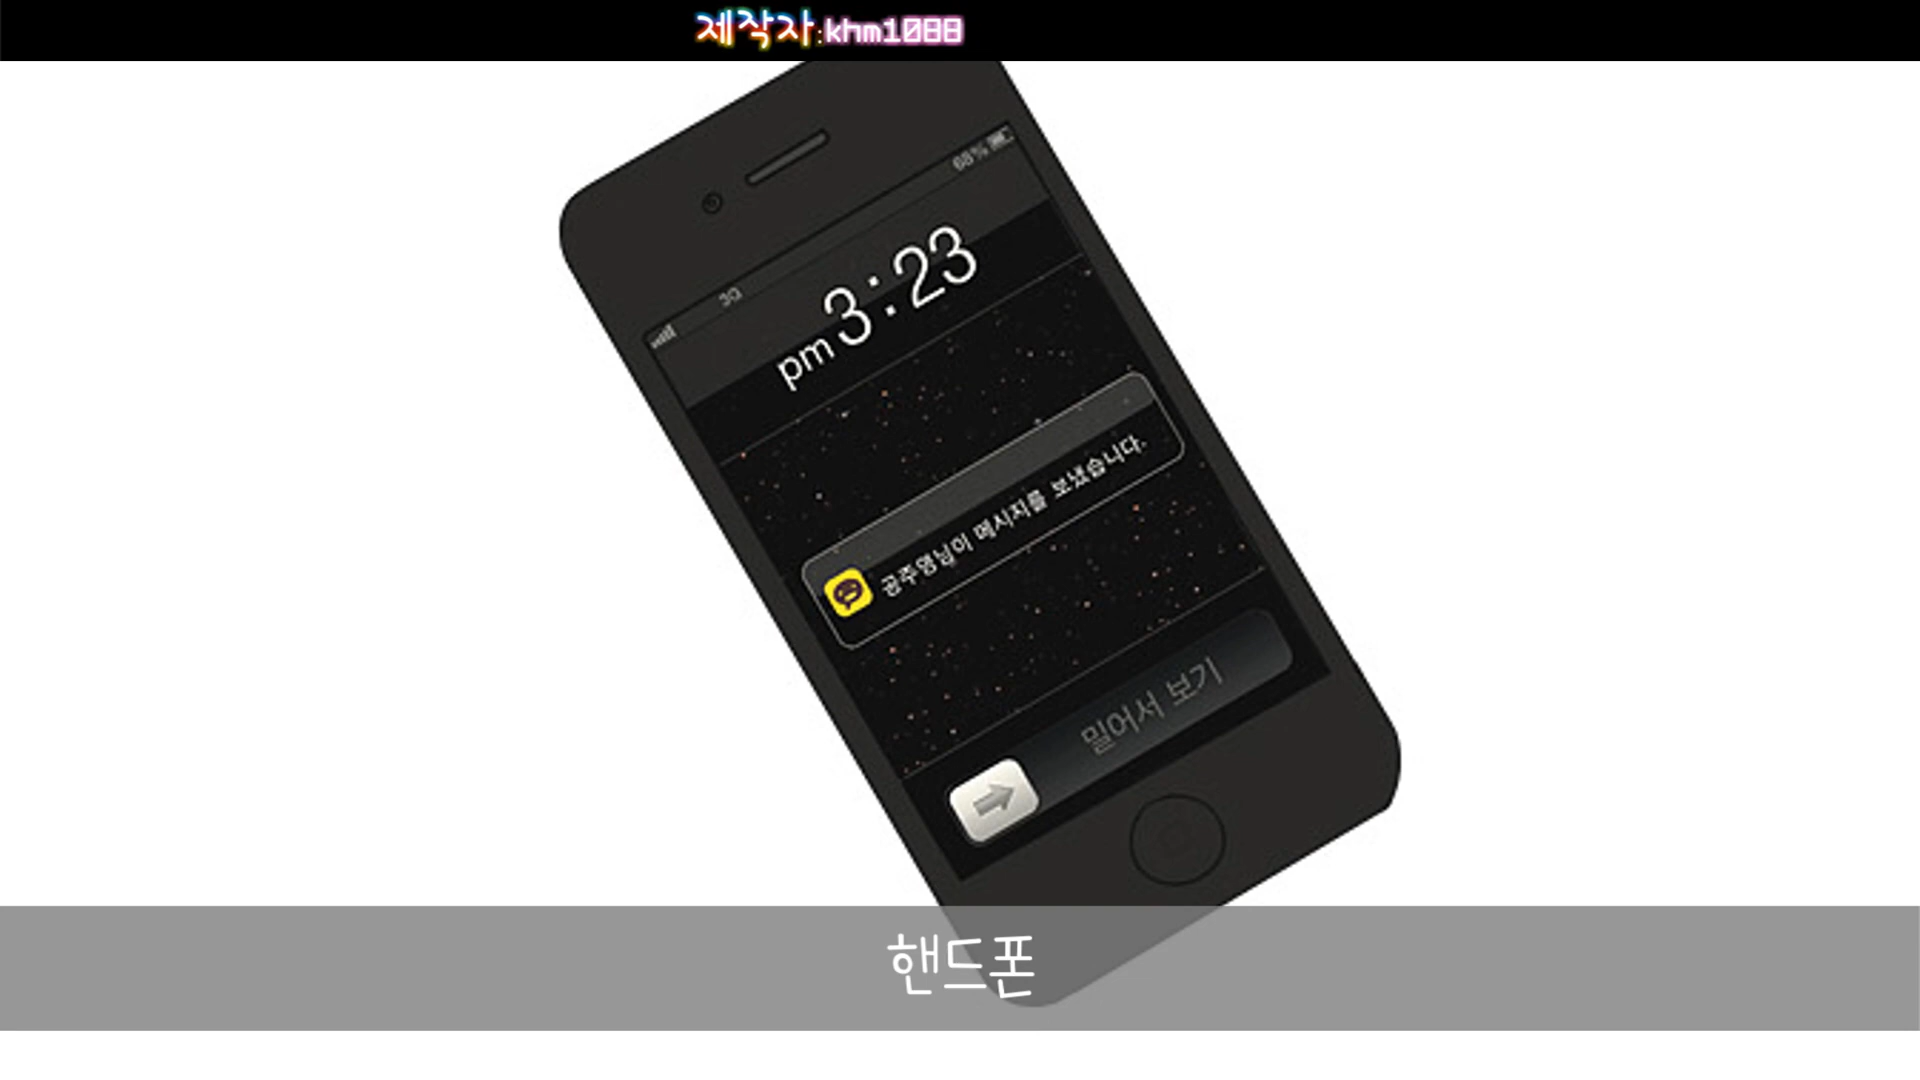 제작자:khm1088
3G
68%
pm 3:23
공주영님이 메시지를 보냈습니다.
밀어서 보기
핸드폰